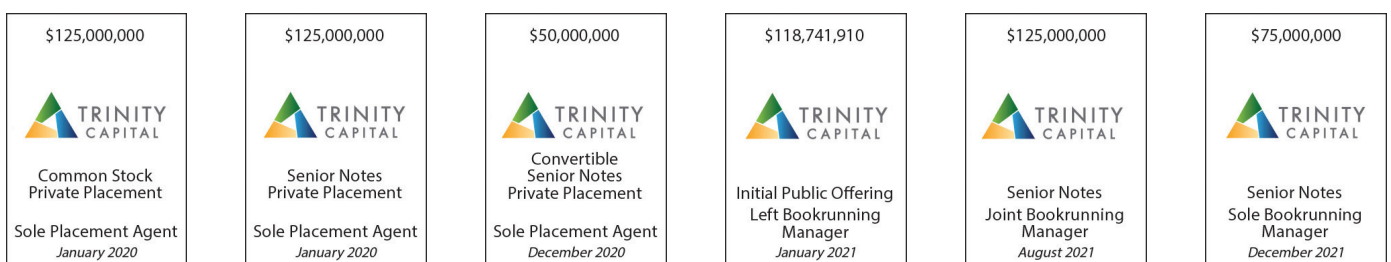 $125,000,000
TRINITY
CAPITAL
Common Stock
Private Placement
Sole Placement Agent
January 2020
$125,000,000
TRINITY
CAPITAL
Senior Notes
Private Placement
Sole Placement Agent
January 2020
$50,000,000
TRINITY
CAPITAL
Convertible
Senior Notes
Private Placement
Sole Placement Agent
December 2020
$118,741,910
TRINITY
CAPITAL
Initial Public Offering
Left Bookrunning
Manager
January 2021
$125,000,000
TRINITY
CAPITAL
Senior Notes
Joint Bookrunning
Manager
August 2021
$75,000,000
TRINITY
CAPITAL
Senior Notes
Sole Bookrunning
Manager
December 2021